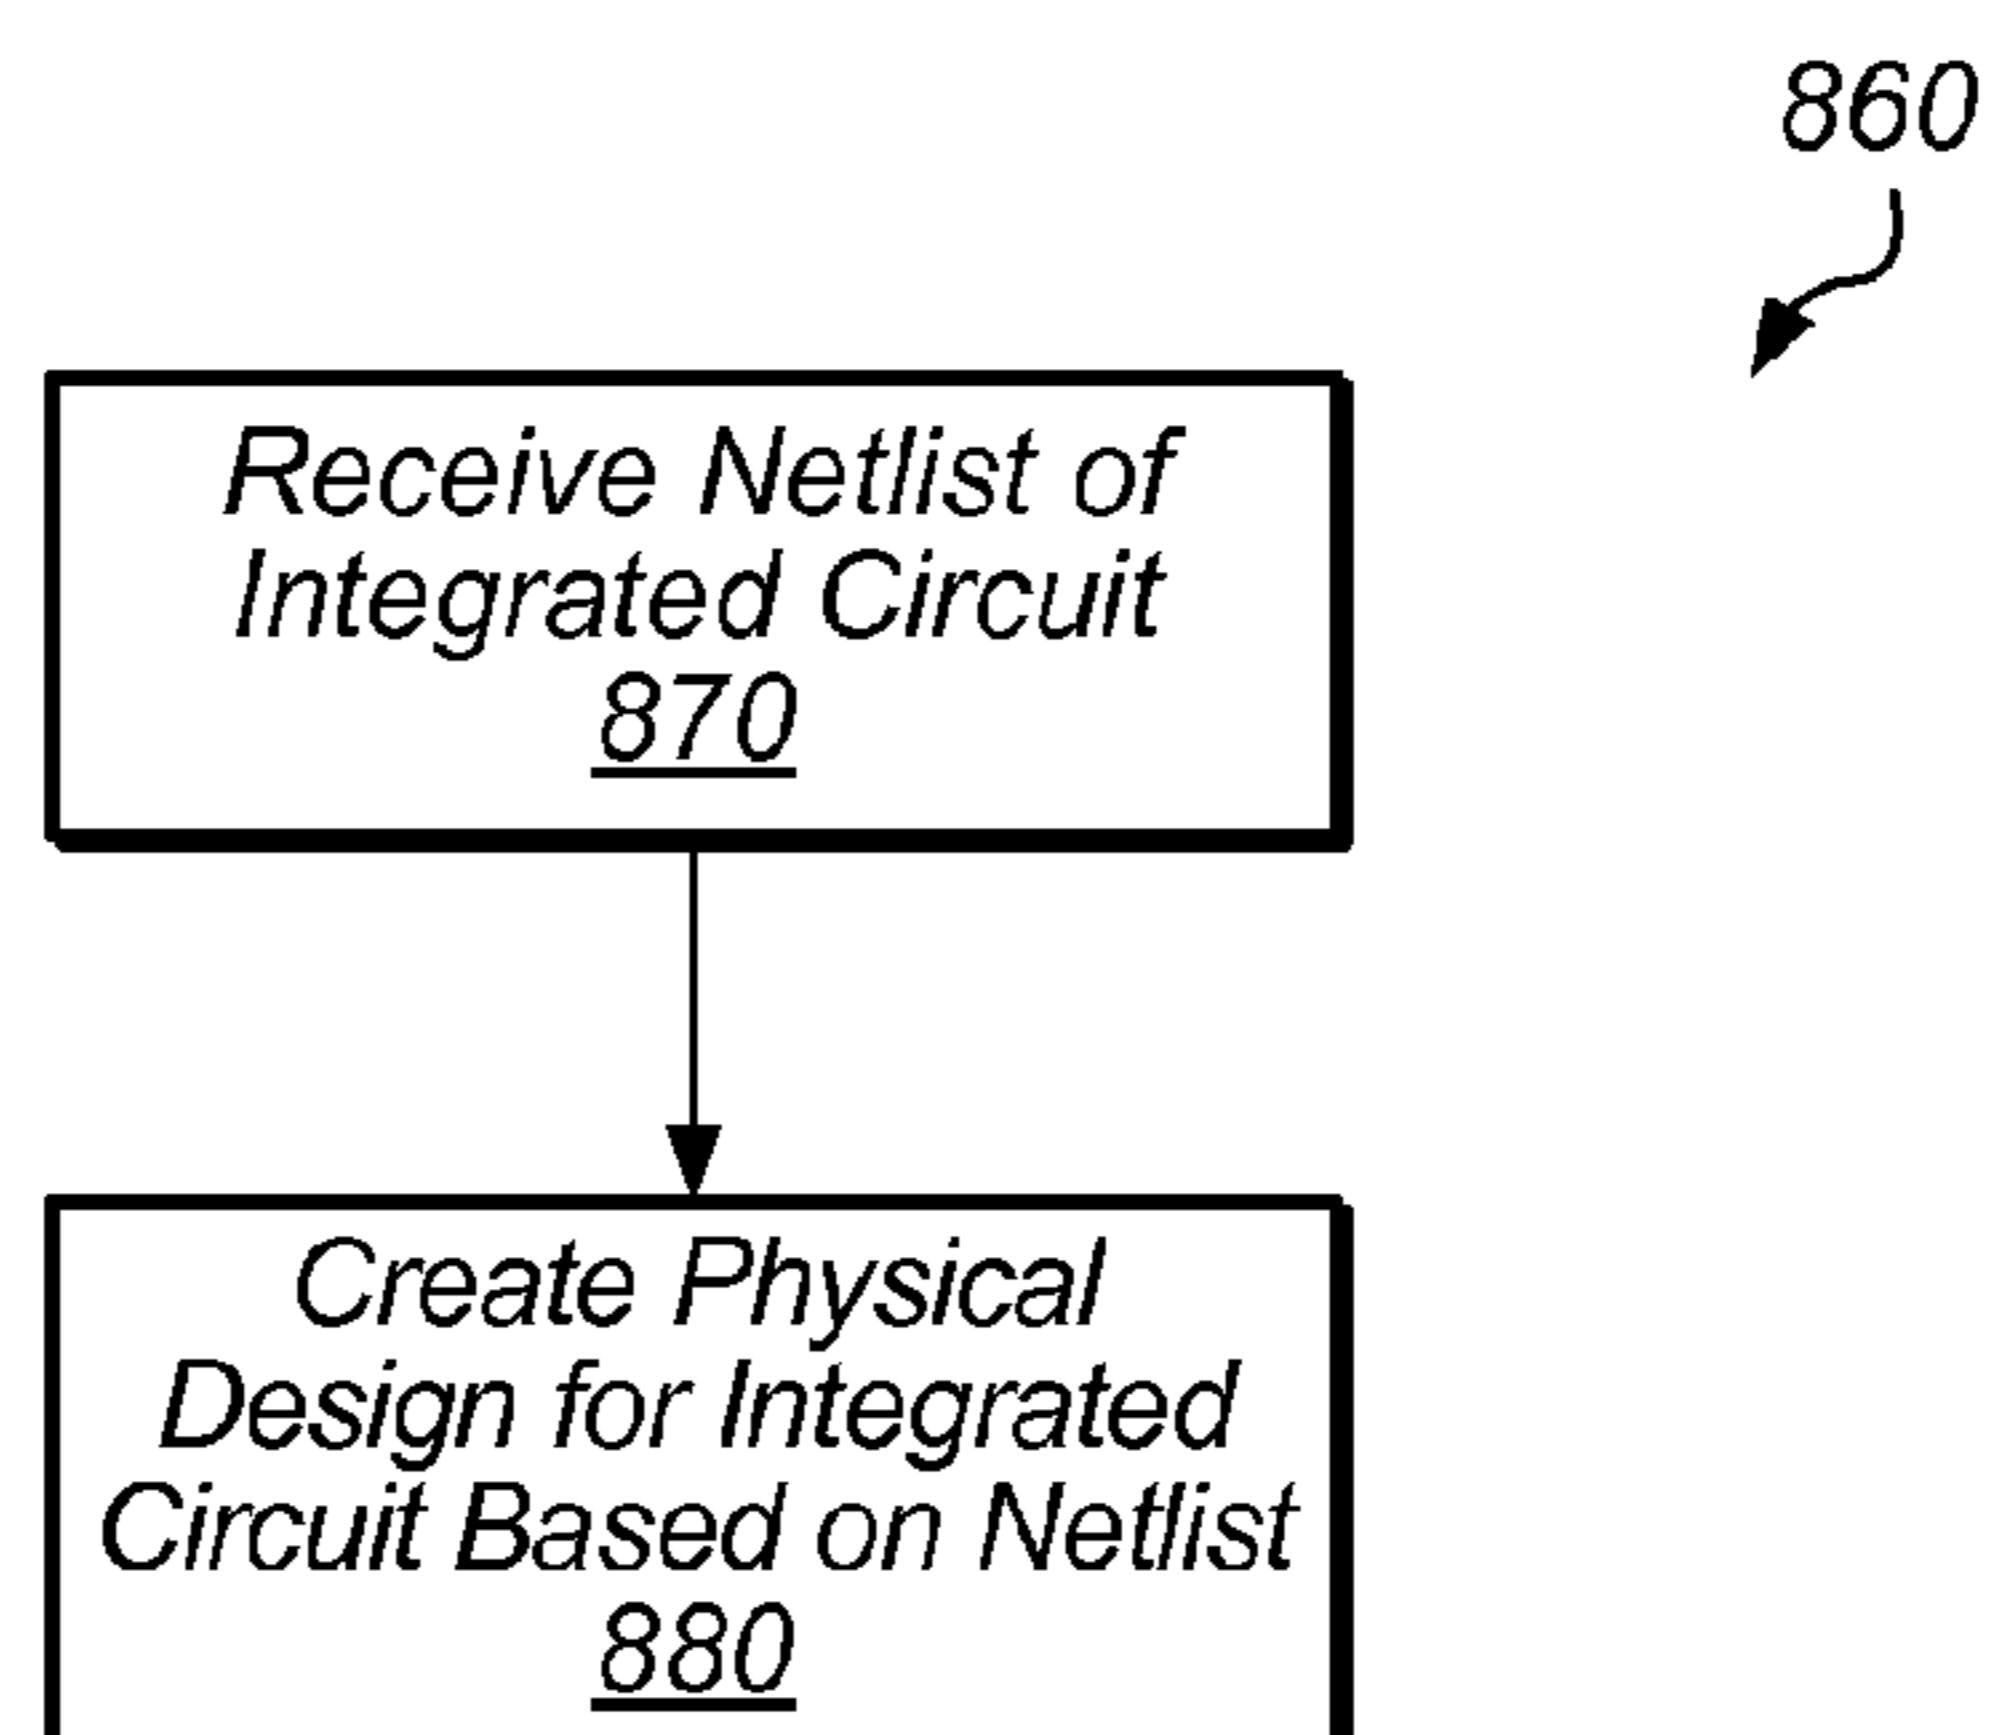 860
Receive Netlist of
Integrated Circuit
870
Create Physical
Design for Integrated
Circuit Based on Netlist
880